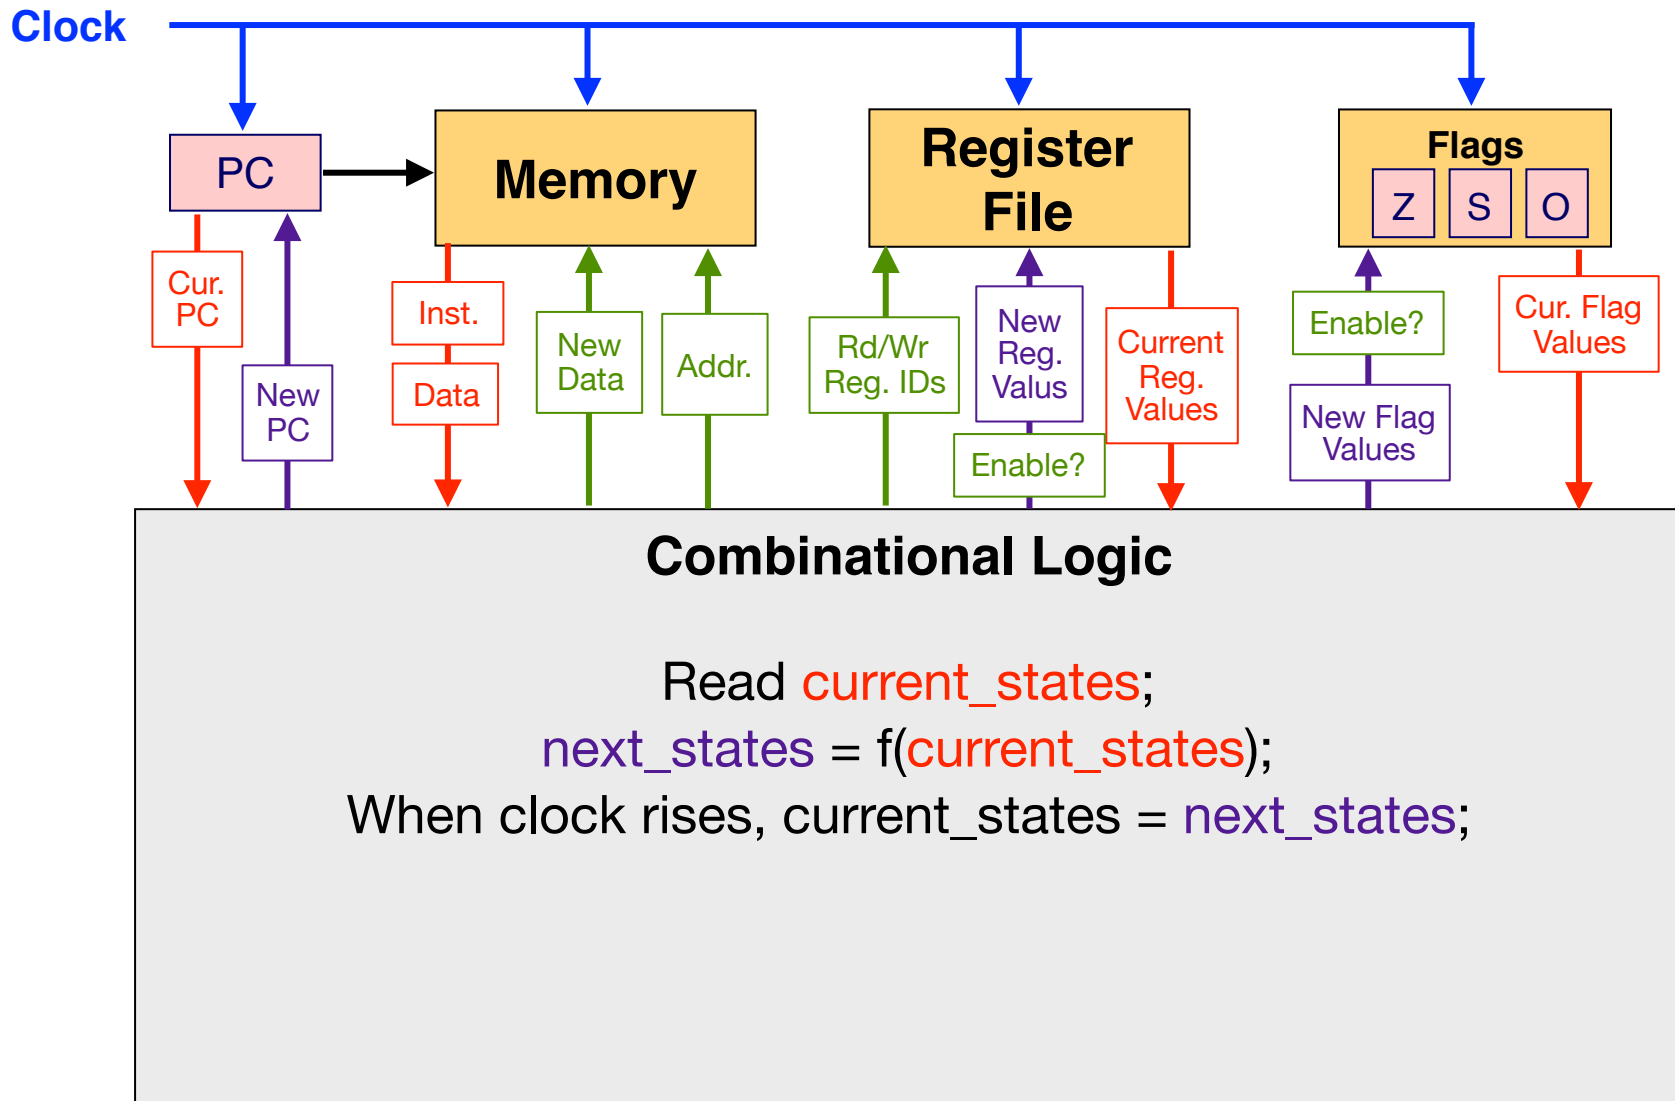 Clock
PC
Memory
Register
File
Flags
Z S O
Cur.
PC
New
PC
Inst.
Data
New
Data
Addr.
Rd/Wr
Reg. IDs
New
Reg.
Valus
Enable?
Current
Reg.
Values
Enable?
New Flag
Values
Cur. Flag
Values
Combinational Logic
Read current_states;
next_states = f(current_states);
When clock rises, current_states = next_states;